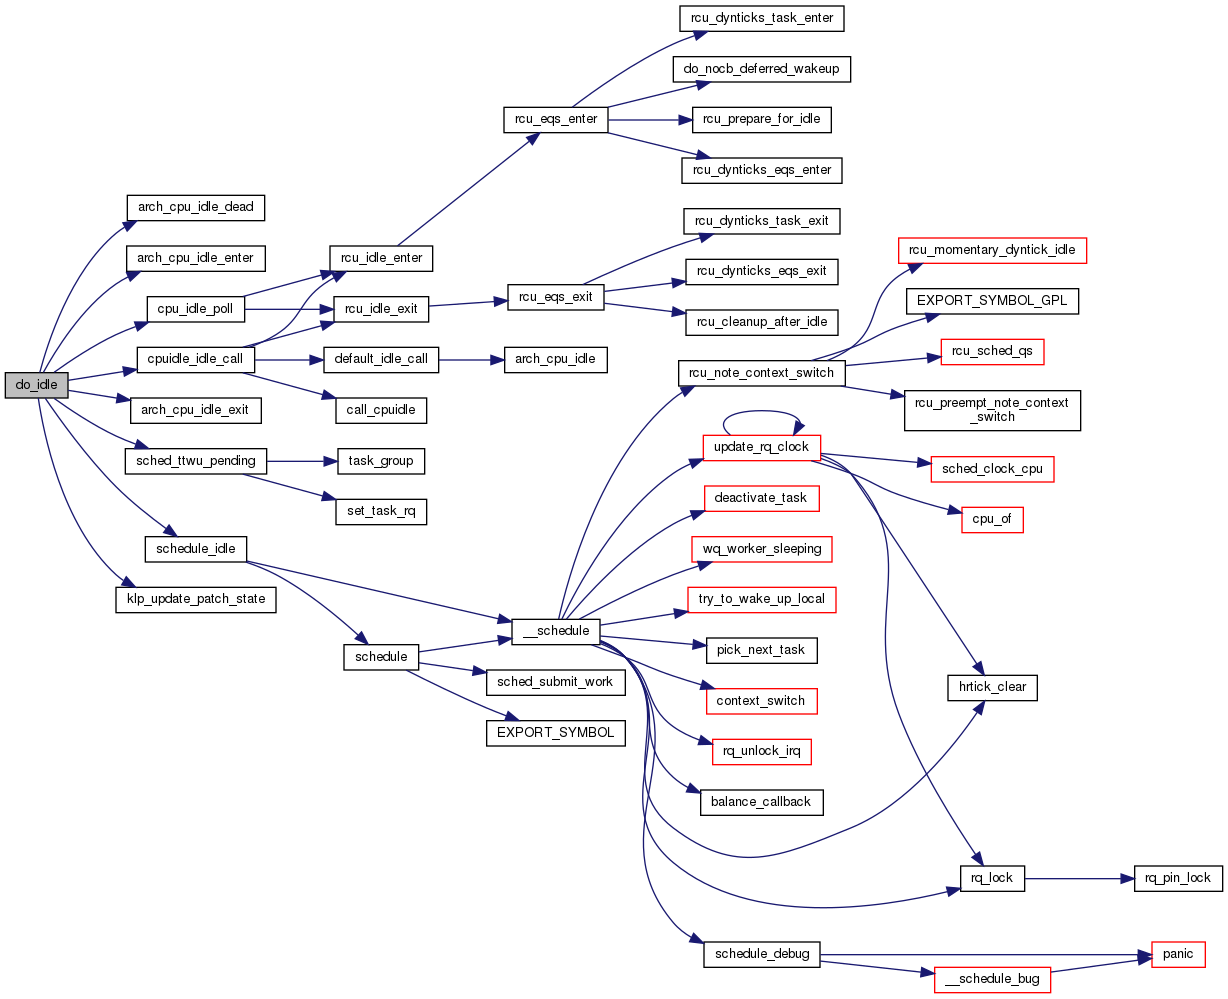 rcu_dynticks_task_enter
do_nocb_deferred_wakeup
rcu_eqs_enter
rcu_prepare_for_idle
rcu_dynticks_eqs_enter
arch_cpu_idle_dead
rcu_dynticks_task_exit
arch_cpu_idle_enter
rcu_idle_enter
rcu_momentary_dyntick_idle
rcu_dynticks_eqs_exit
cpu_idle_poll
rcu_idle_exit
rcu_eqs_exit
EXPORT_SYMBOL_GPL
rcu_cleanup_after_idle
cpuidle_idle_call
default_idle_call
arch_cpu_idle
rcu_sched_qs
do_idle
rcu_note_context_switch
arch_cpu_idle_exit
call_cpuidle
rcu_preempt_note_context
_switch
update_rq_clock
sched_ttwu_pending
task_group
sched_clock_cpu
deactivate_task
set_task_rq
cpu_of
schedule_idle
wq_worker_sleeping
klp_update_patch_state
try_to_wake_up_local
__schedule
schedule
pick_next_task
sched_submit_work
hrtick_clear
context_switch
EXPORT_SYMBOL
rq_unlock_irq
balance_callback
rq_lock
rq_pin_lock
schedule_debug
panic
__schedule_bug